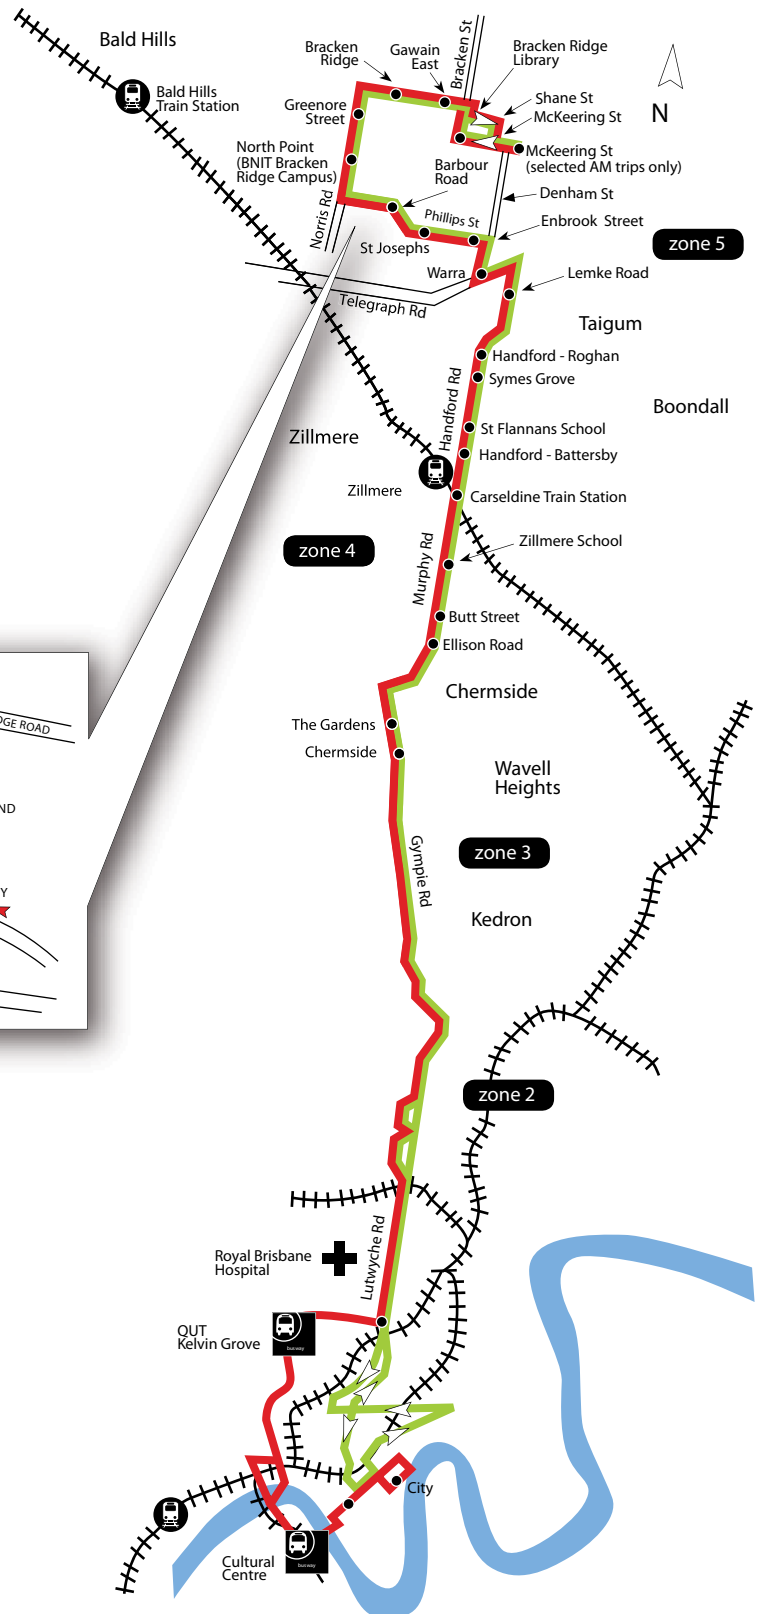 Bald Hills
Bald Hills
Train Station
Bracken
Ridge
Gawain
East
Bracken St
Bracken Ridge
Library
N
Greenore
Street
Shane St
McKeering St
North Point
(BNIT Bracken
Ridge Campus)
McKeering St
(selected AM trips only)
Barbour
Road
Denham St
Norris Rd
Phillips St
Enbrook Street
St Josephs
zone 5
Warra
Lemke Road
Telegraph Rd
Taigum
Handford - Roghan
Symes Grove
Handford Rd
Boondall
Zillmere
St Flannans School
Handford - Battersby
Zillmere
Carseldine Train Station
zone 4
Murphy Rd
Zillmere School
Butt Street
Ellison Road
Chermside
DGE ROAD
The Gardens
Chermside
Wavell
Heights
ND
Gympie Rd
zone 3
Y
Kedron
zone 2
Lutwyche Rd
Royal Brisbane
Hospital
QUT
Kelvin Grove
busway
City
Cultural
Centre
busway